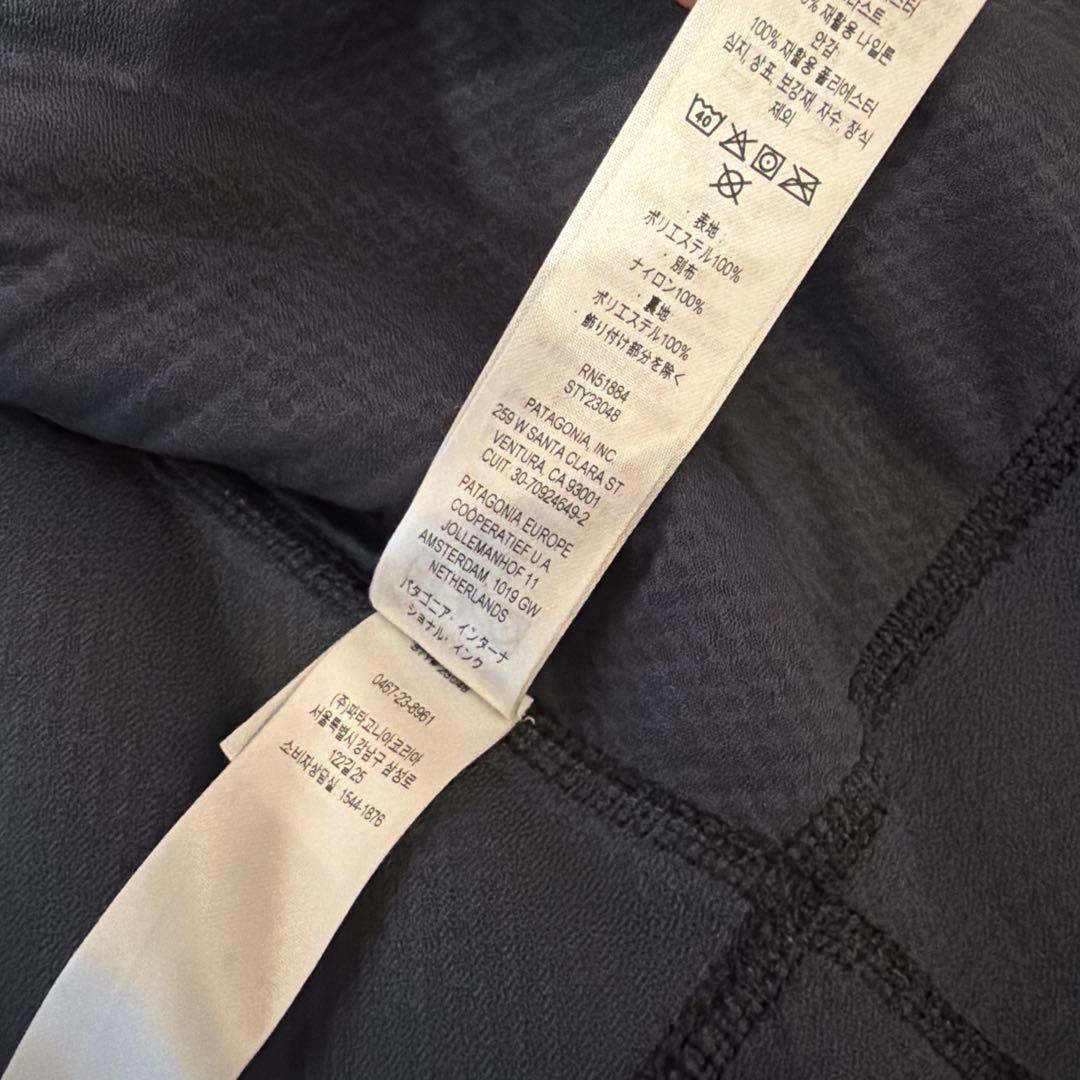 100% 재활용 나일론
안감
100% 재활용 폴리에스터
심지, 상표, 보강재, 자수, 장식
제외
40
· 表地
ポリエステル100%
· 別布
ナイロン100%
· 裏地
ポリエステル100%
· 飾り付け部分を除く
RN51884
STY23048
PATAGONIA, INC.
259 W SANTA CLARA ST
VENTURA, CA 93001
CUIT: 30-70924649-2
PATAGONIA EUROPE
COÖPERATIEF U.A.
JOLLEMANHOF 11
AMSTERDAM, 1019 GW
NETHERLANDS
パタゴニア・インターナ
ショナル・インク
STY# 23048
0467-23-8961
(주)파타고니아코리아
서울특별시 강남구 삼성로
122길 25
소비자상담실: 1544-1876